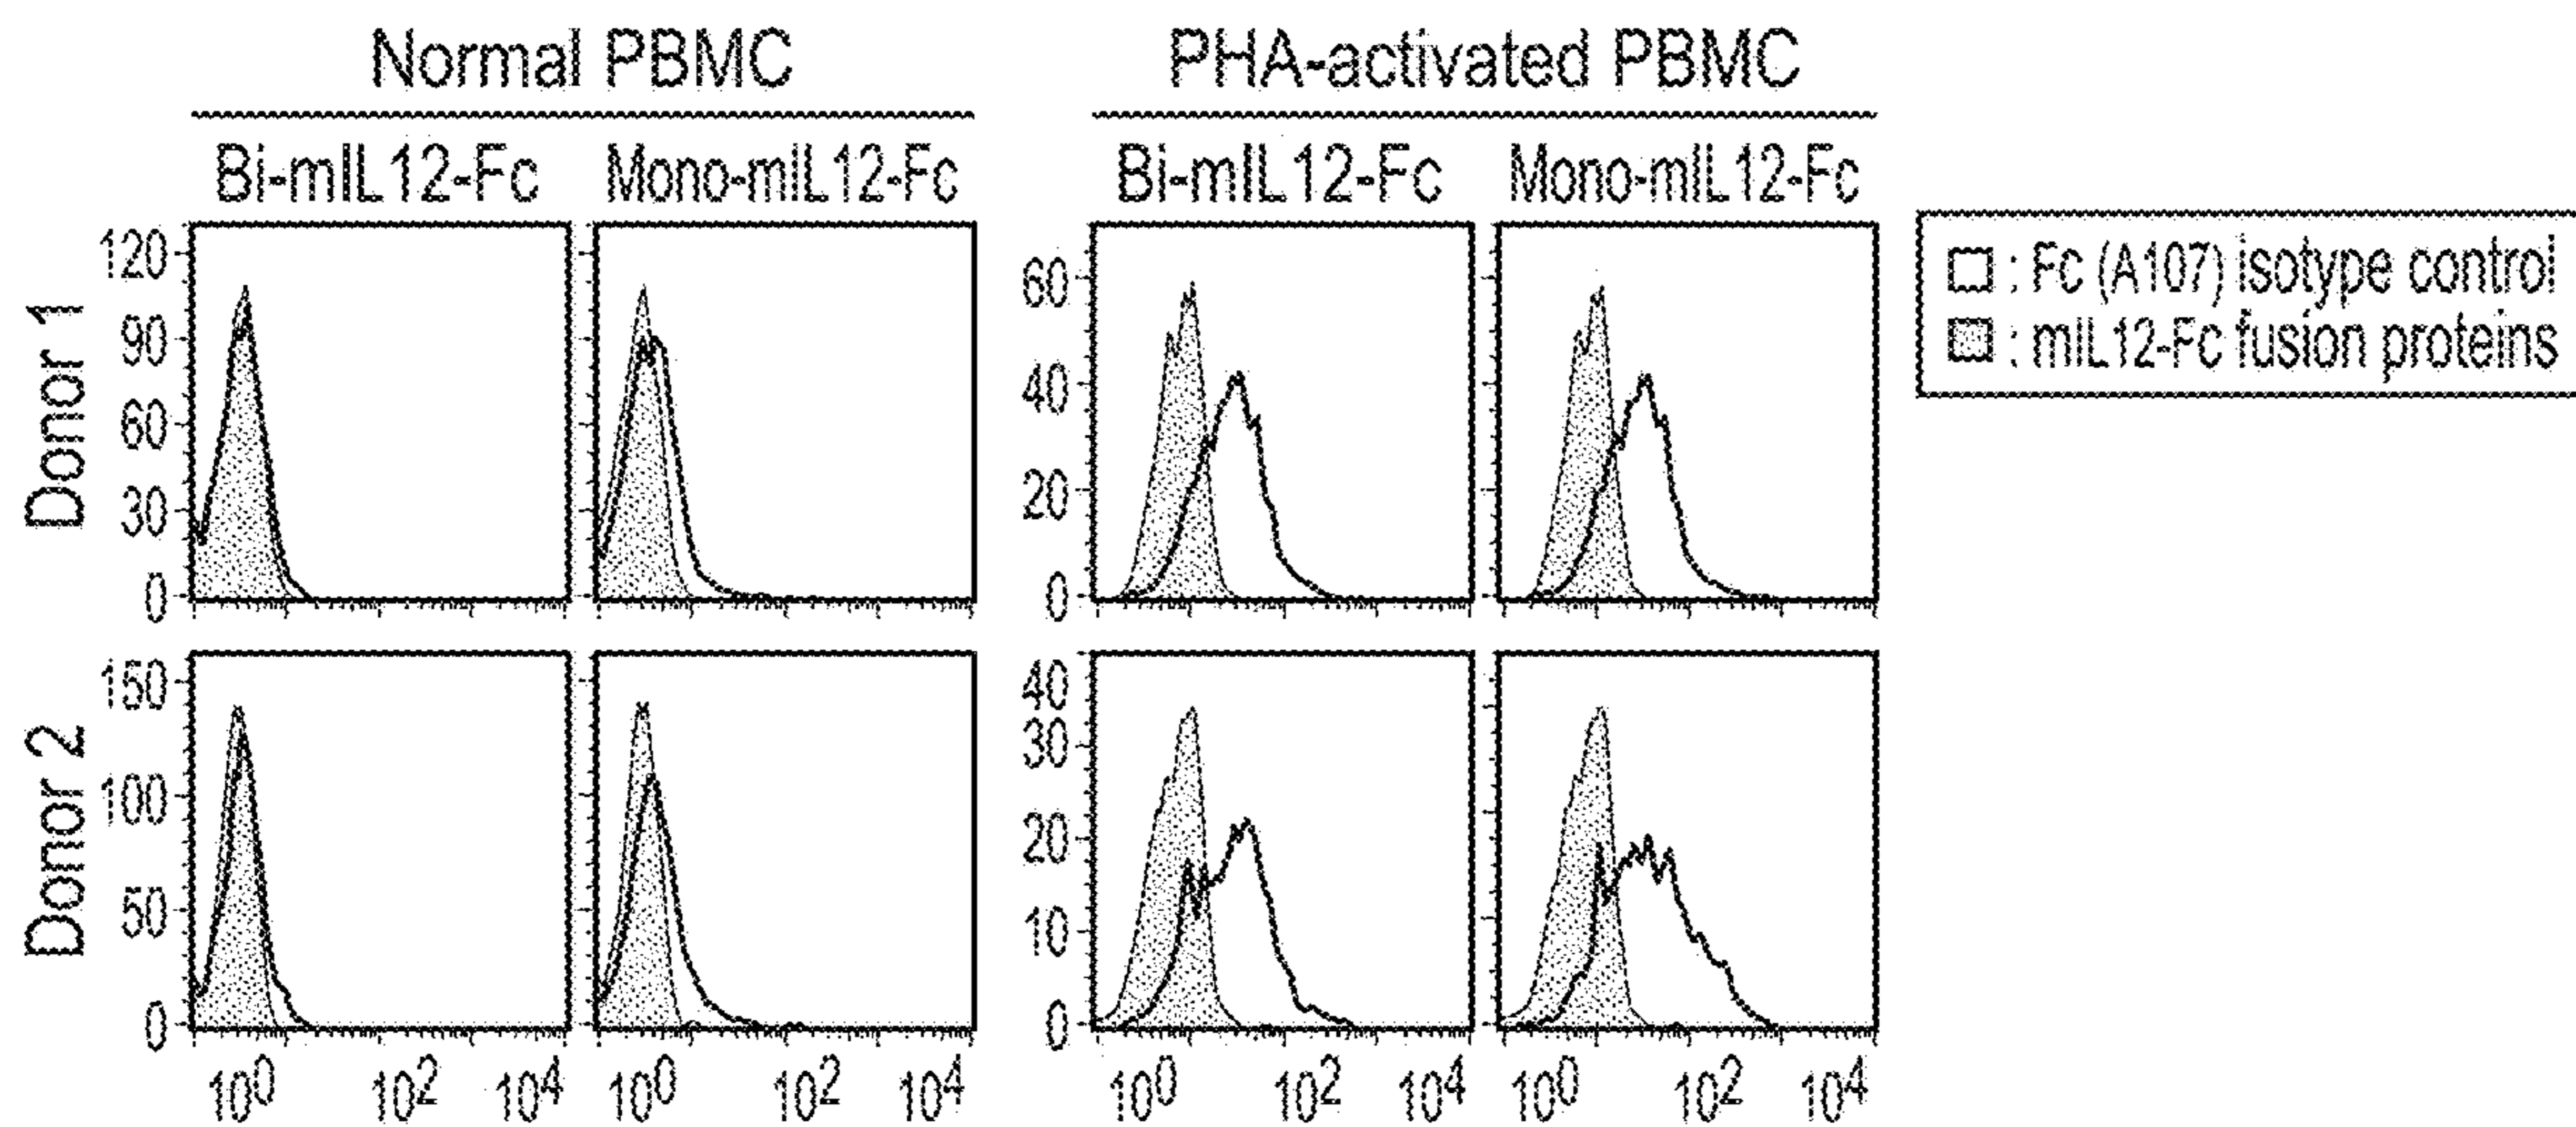 Normal PBMC
PHA-activated PBMC
Bi-mIL12-Fc
Mono-mIL12-Fc
Bi-mIL12-Fc
Mono-mIL12-Fc
: Fc (A107) isotype control
: mIL12-Fc fusion proteins
Donor 1
120
90
60
30
0
60
40
20
0
Donor 2
150
100
50
0
40
30
20
10
0
10⁰ 10² 10⁴
10⁰ 10² 10⁴
10⁰ 10² 10⁴
10⁰ 10² 10⁴